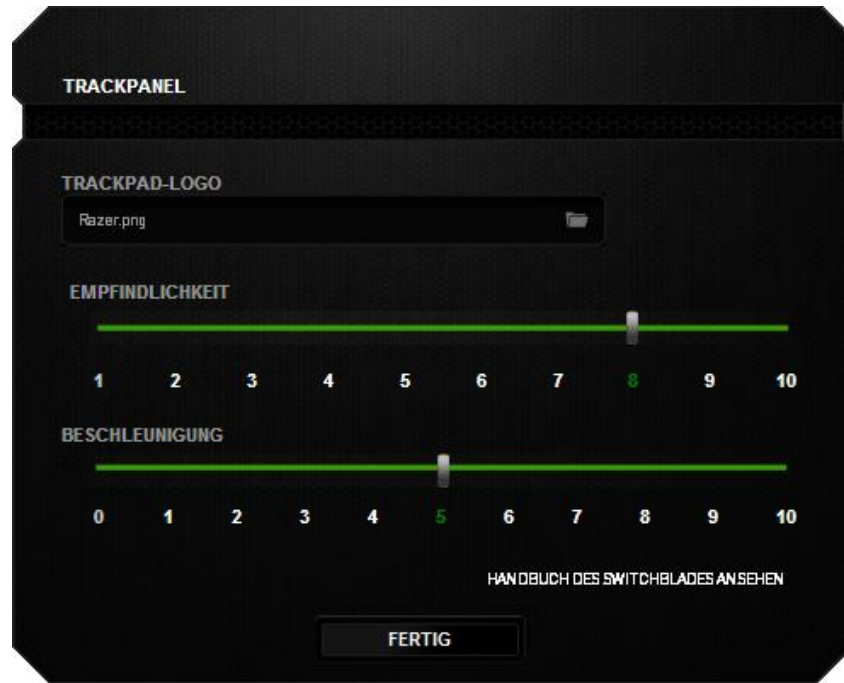 TRACKPANEL
TRACKPAD-LOGO
Razer.png
EMPFINDLICHKEIT
1 2 3 4 5 6 7 8 9 10
BESCHLEUNIGUNG
0 1 2 3 4 5 6 7 8 9 10
HANDBUCH DES SWITCHBLADES ANSEHEN
FERTIG